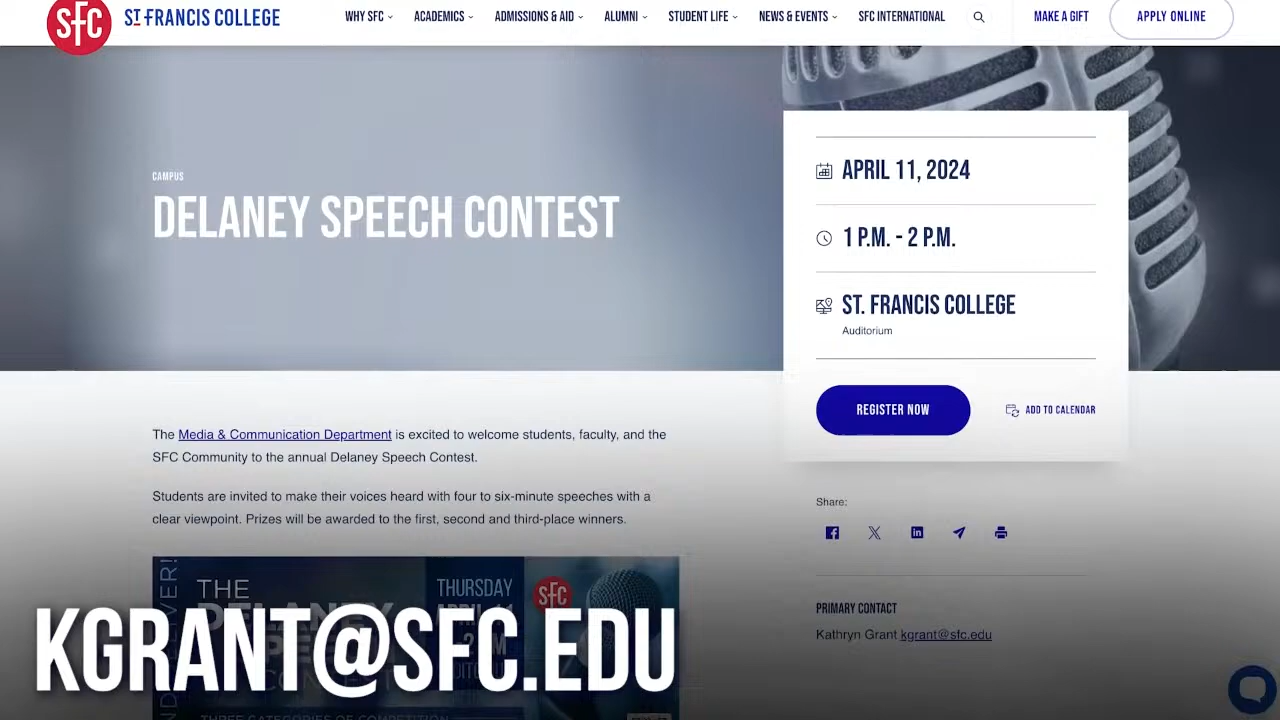 SFC
ST FRANCIS COLLEGE
WHY SFC
ACADEMICS
ADMISSIONS & AID
ALUMNI
STUDENT LIFE
NEWS & EVENTS
SFC INTERNATIONAL
MAKE A GIFT
APPLY ONLINE
CAMPUS
DELANEY SPEECH CONTEST
APRIL 11, 2024
1 P.M. - 2 P.M.
ST. FRANCIS COLLEGE
Auditorium
REGISTER NOW
ADD TO CALENDAR
The Media & Communication Department is excited to welcome students, faculty, and the
SFC Community to the annual Delaney Speech Contest.
Students are invited to make their voices heard with four to six-minute speeches with a
clear viewpoint. Prizes will be awarded to the first, second and third-place winners.
Share:
PRIMARY CONTACT
Kathryn Grant kgrant@sfc.edu
THE
DELANEY
THURSDAY
SFC
THREE CATEGORIES OF COMPETITION
KGRANT@SFC.EDU